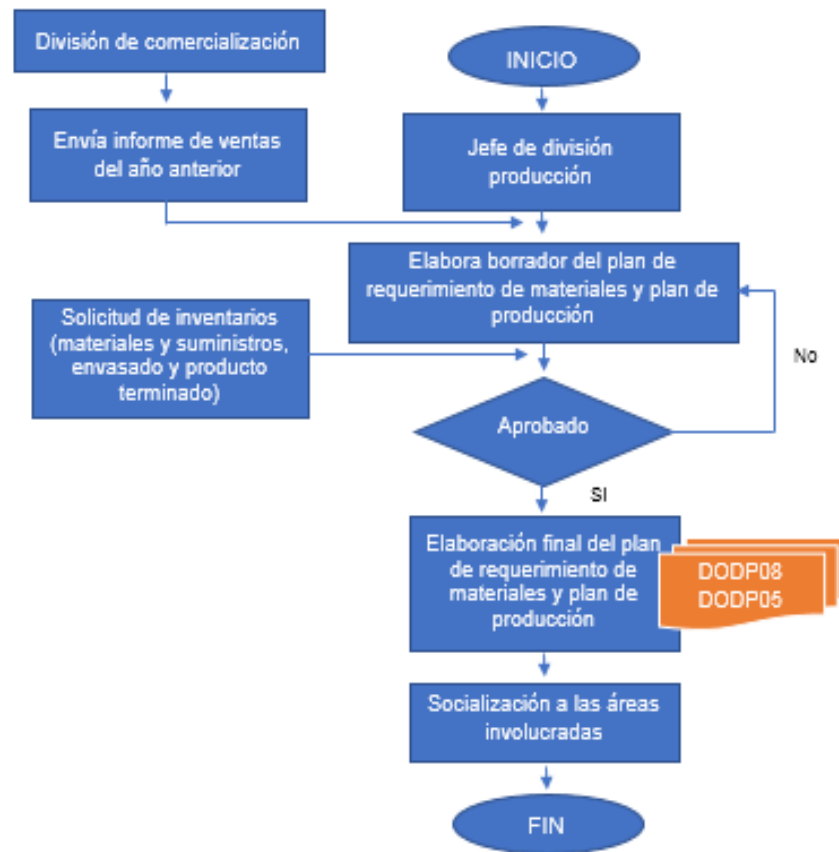 División de comercialización
INICIO
Envía informe de ventas
del año anterior
Jefe de división
producción
Elabora borrador del plan de
requerimiento de materiales y plan de
producción
Solicitud de inventarios
(materiales y suministros,
envasado y producto
terminado)
No
Aprobado
SI
Elaboración final del plan
de requerimiento de
materiales y plan de
producción
DODP08
DODP05
Socialización a las áreas
involucradas
FIN